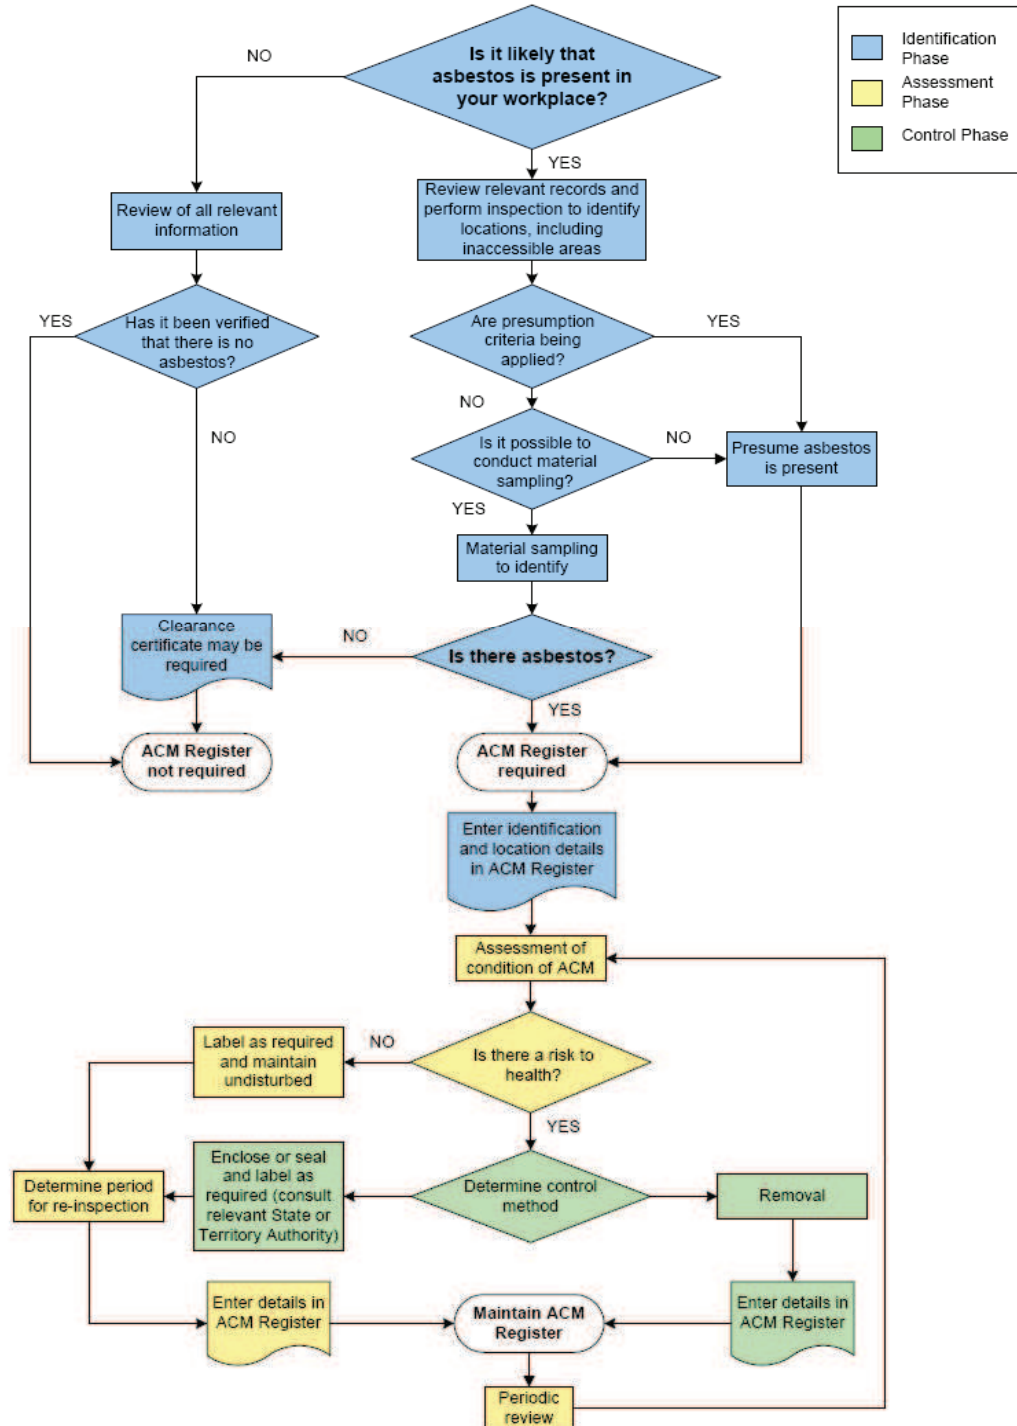 Is it likely that
asbestos is present in
your workplace?
NO
YES
Identification
Phase
Assessment
Phase
Control Phase
Review of all relevant
information
Review relevant records and
perform inspection to identify
locations, including
inaccessible areas
YES
Has it been verified
that there is no
asbestos?
NO
Are presumption
criteria being
applied?
YES
NO
Is it possible to
conduct material
sampling?
NO
Presume asbestos
is present
YES
Material sampling
to identify
Clearance
certificate may be
required
NO
Is there asbestos?
YES
ACM Register
not required
ACM Register
required
Enter identification
and location details
in ACM Register
Assessment of
condition of ACM
Label as required
and maintain
undisturbed
NO
Is there a risk to
health?
YES
Determine period
for re-inspection
Enclose or seal
and label as
required (consult
relevant State or
Territory Authority)
Determine control
method
Removal
Enter details in
ACM Register
Maintain ACM
Register
Enter details in
ACM Register
Periodic
review